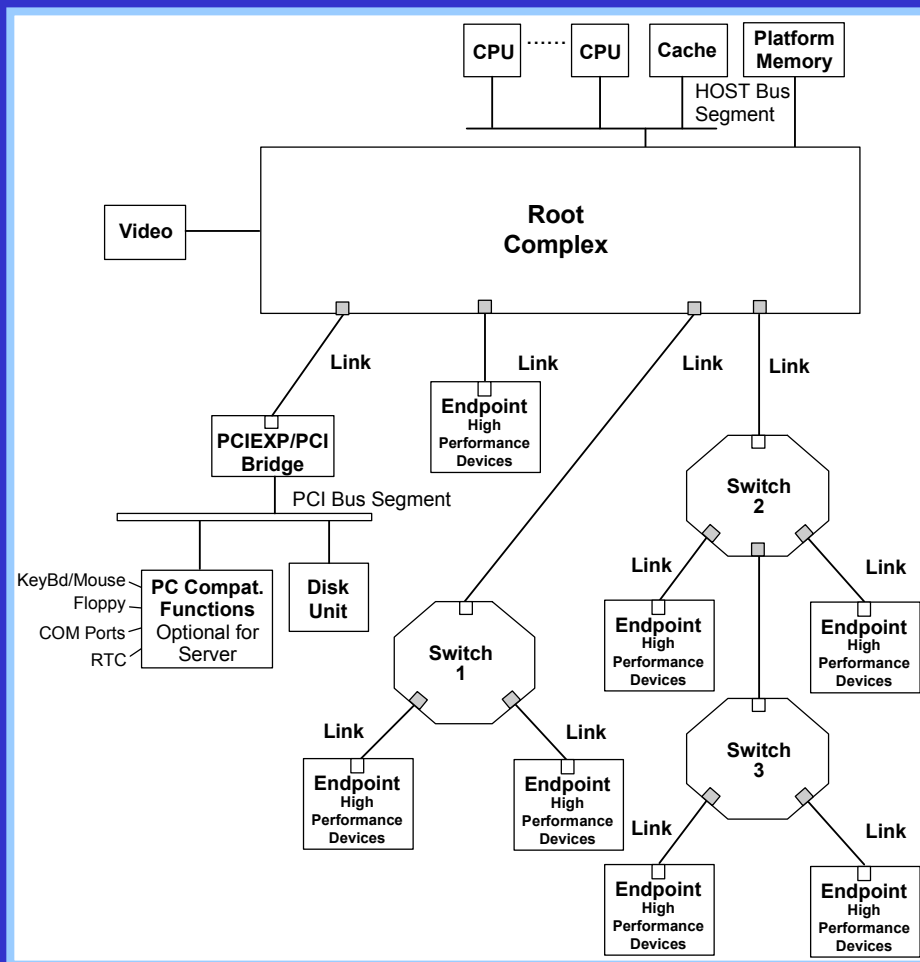 CPU ...... CPU
Cache
Platform
Memory
HOST Bus
Segment
Root
Complex
Video
Link
Link
Link
Link
PCIEXP/PCI
Bridge
Endpoint
High
Performance
Devices
PCI Bus Segment
KeyBd/Mouse
Floppy
COM Ports
RTC
PC Compat.
Functions
Optional for
Server
Disk
Unit
Switch
1
Link
Link
Endpoint
High
Performance
Devices
Endpoint
High
Performance
Devices
Switch
2
Link
Link
Endpoint
High
Performance
Devices
Endpoint
High
Performance
Devices
Switch
3
Link
Link
Endpoint
High
Performance
Devices
Endpoint
High
Performance
Devices